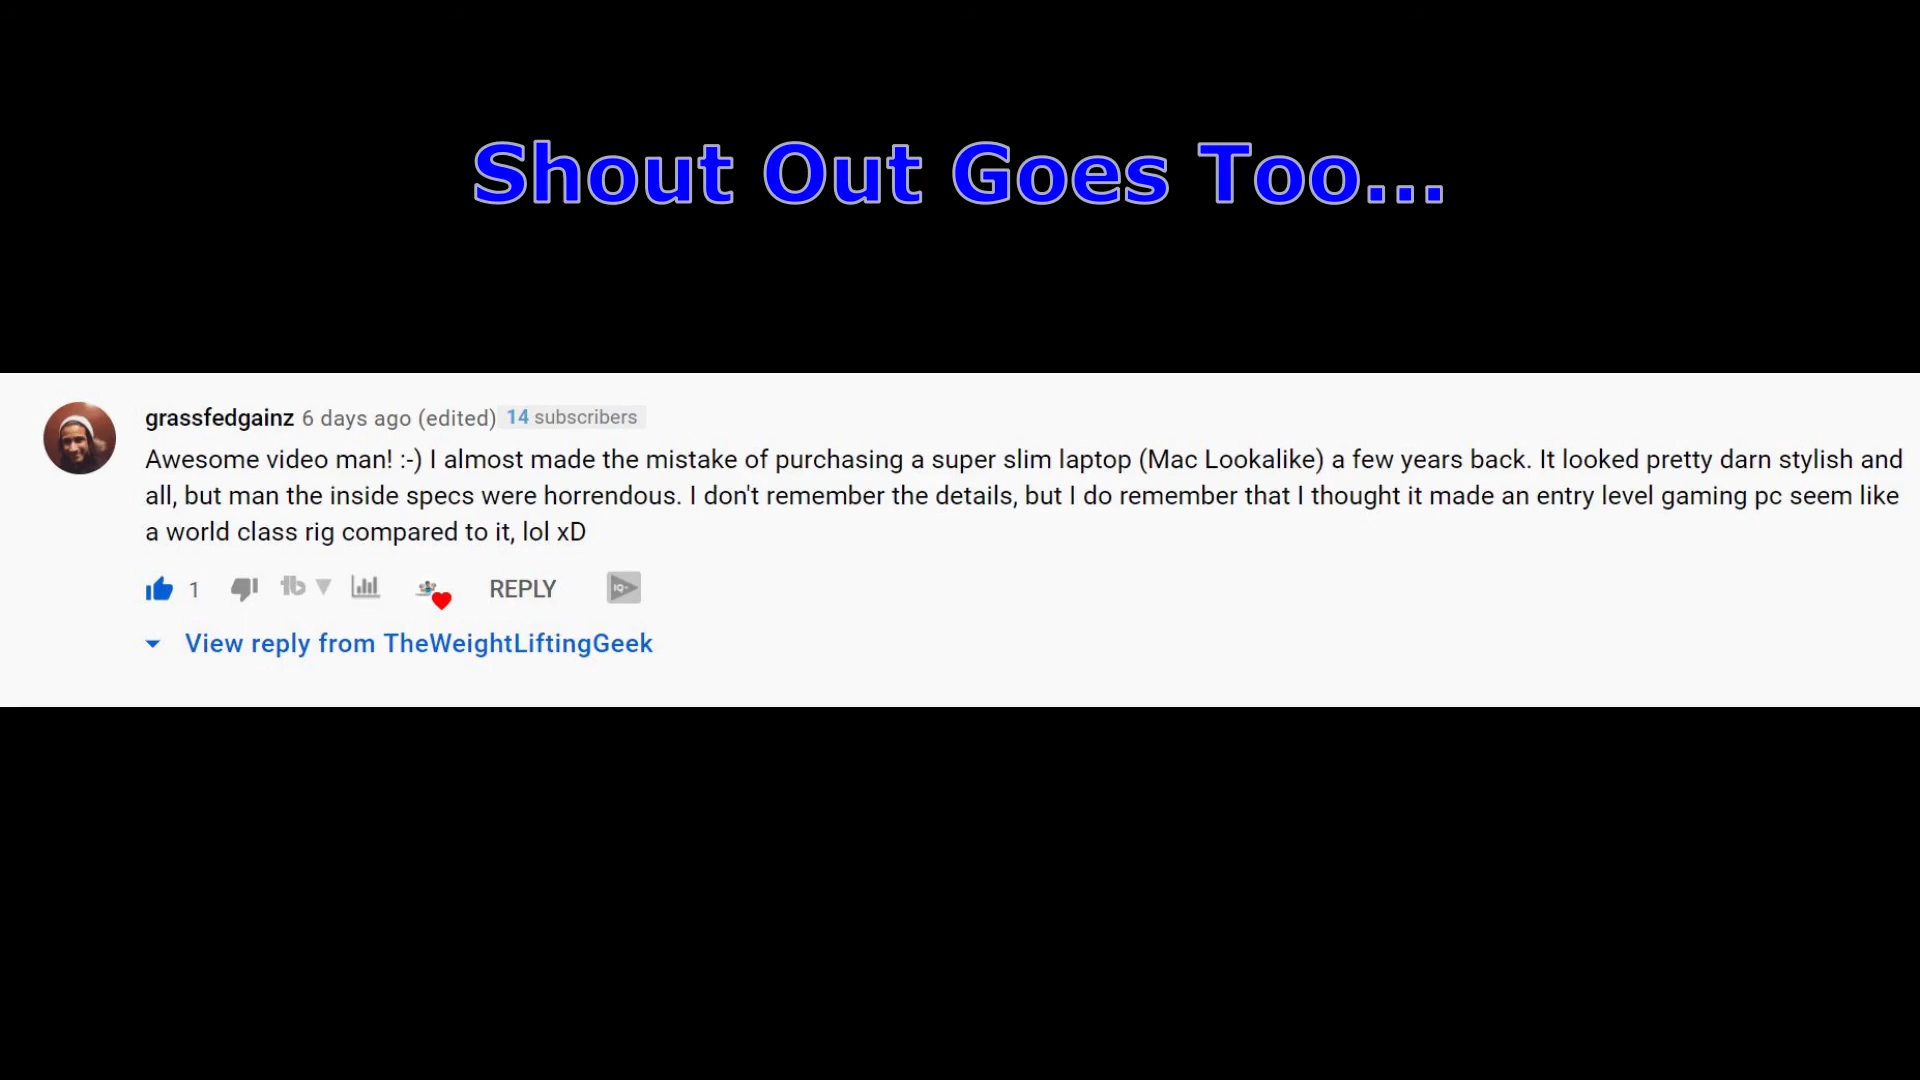 Shout Out Goes Too...
grassfedgainz 6 days ago (edited) 14 subscribers
Awesome video man! :-) I almost made the mistake of purchasing a super slim laptop (Mac Lookalike) a few years back. It looked pretty darn stylish and
all, but man the inside specs were horrendous. I don't remember the details, but I do remember that I thought it made an entry level gaming pc seem like
a world class rig compared to it, lol xD
1 tb REPLY IQ+
View reply from TheWeightLiftingGeek